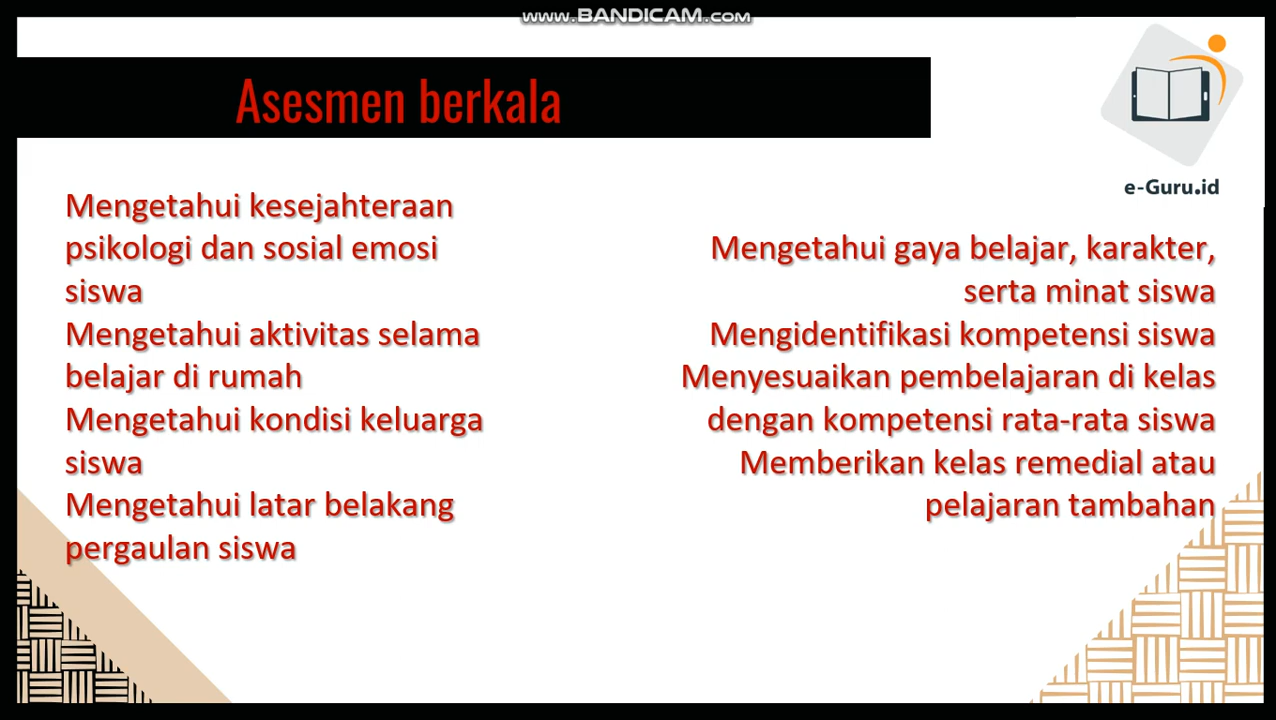 www.BANDICAM.com
Asesmen berkala
e-Guru.id
Mengetahui kesejahteraan
psikologi dan sosial emosi
siswa
Mengetahui aktivitas selama
belajar di rumah
Mengetahui kondisi keluarga
siswa
Mengetahui latar belakang
pergaulan siswa
Mengetahui gaya belajar, karakter,
serta minat siswa
Mengidentifikasi kompetensi siswa
Menyesuaikan pembelajaran di kelas
dengan kompetensi rata-rata siswa
Memberikan kelas remedial atau
pelajaran tambahan